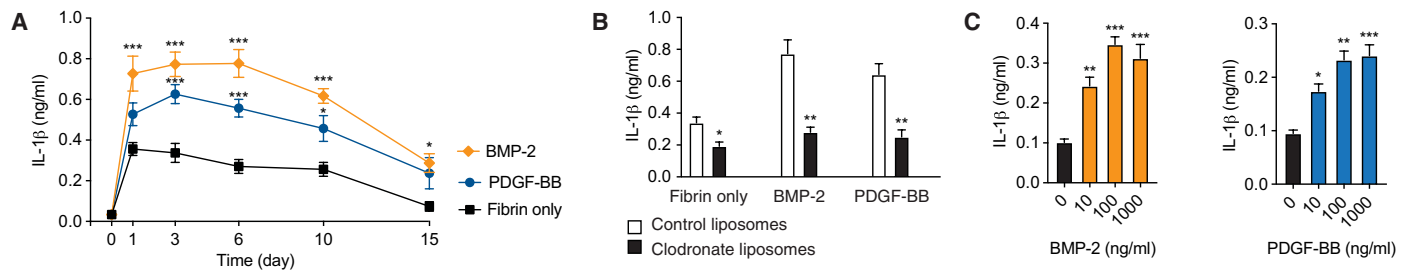 A
IL-1β (ng/ml)
1.0
0.8
0.6
0.4
0.2
0.0
0 1 3 6 10 15
Time (day)
*** *** *** *** *
*** *** *
BMP-2
PDGF-BB
Fibrin only
B
IL-1β (ng/ml)
1.0
0.8
0.6
0.4
0.2
0.0
* ** **
Fibrin only BMP-2 PDGF-BB
Control liposomes
Clodronate liposomes
C
IL-1β (ng/ml)
0.4
0.3
0.2
0.1
0.0
** *** ***
0 10 100 1000
BMP-2 (ng/ml)
IL-1β (ng/ml)
0.3
0.2
0.1
0.0
* ** ***
0 10 100 1000
PDGF-BB (ng/ml)